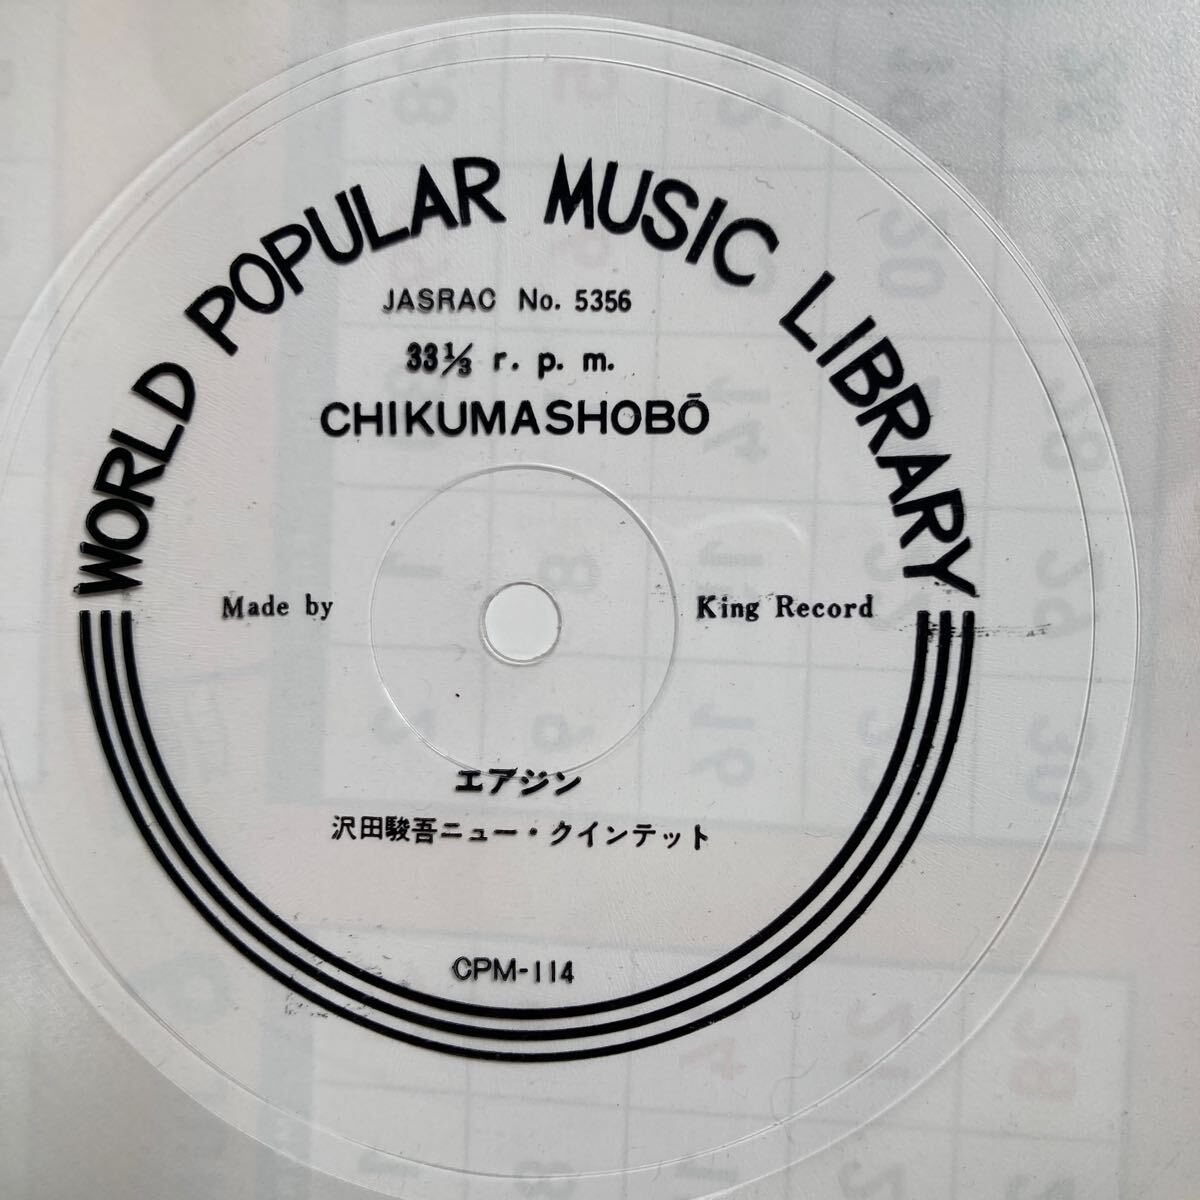 WORLD POPULAR MUSIC LIBRARY
JASRAC No. 5356
33⅓ r. p. m.
CHIKUMASHOBŌ
Made by King Record
エアジン
沢田駿吾ニュー・クインテット
CPM-114